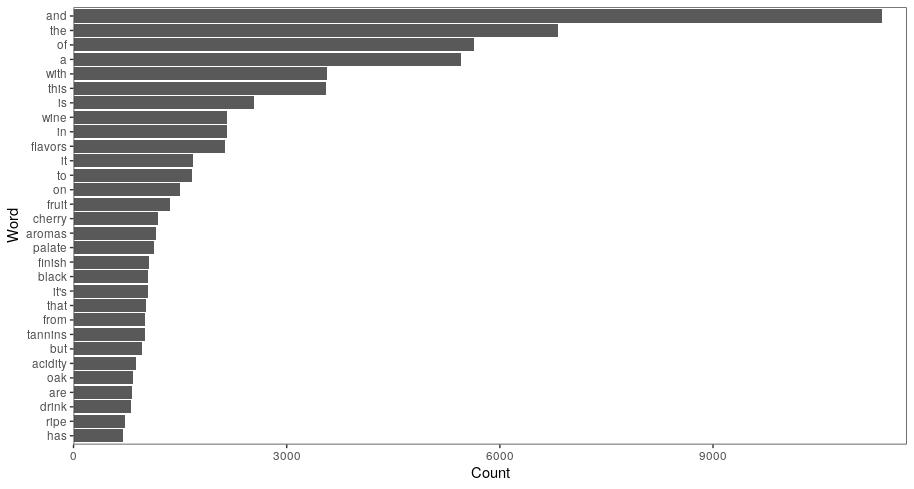 and
the
of
a
with
this
is
wine
in
flavors
it
to
on
fruit
cherry
aromas
palate
finish
black
it's
that
from
tannins
but
acidity
oak
are
drink
ripe
has
Word
0 3000 6000 9000
Count